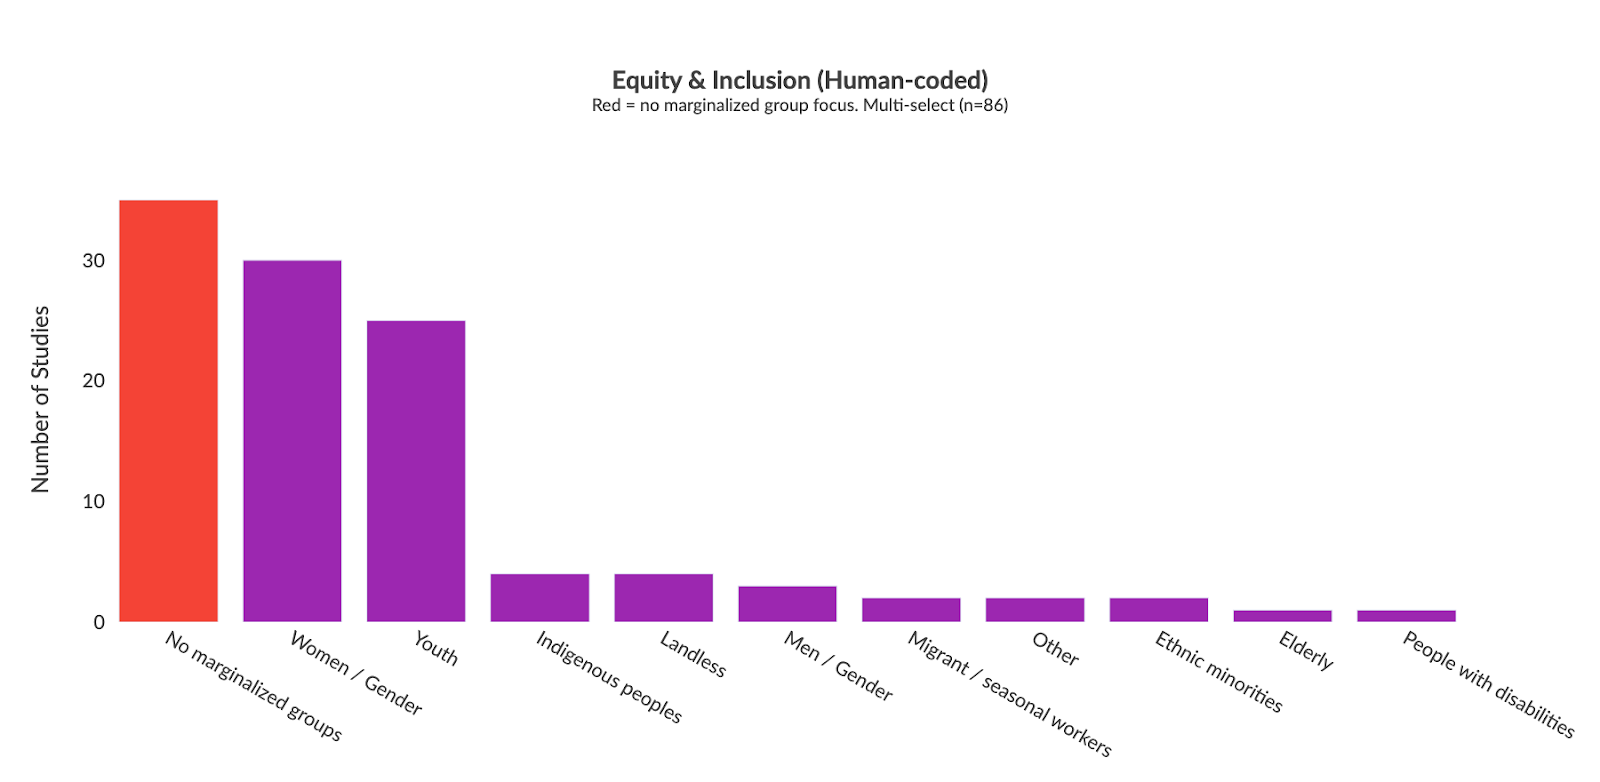 Equity & Inclusion (Human-coded)
Red = no marginalized group focus. Multi-select (n=86)
Number of Studies
30
20
10
0
No marginalized groups
Women / Gender
Youth
Indigenous peoples
Landless
Men / Gender
Migrant / seasonal workers
Other
Ethnic minorities
Elderly
People with disabilities